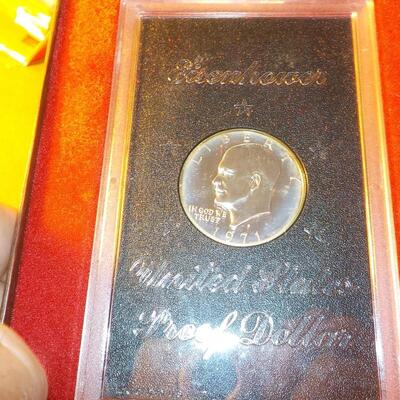 Eisenhower
LIBERTY
IN GOD WE
TRUST
1971
United States
Proof Dollar